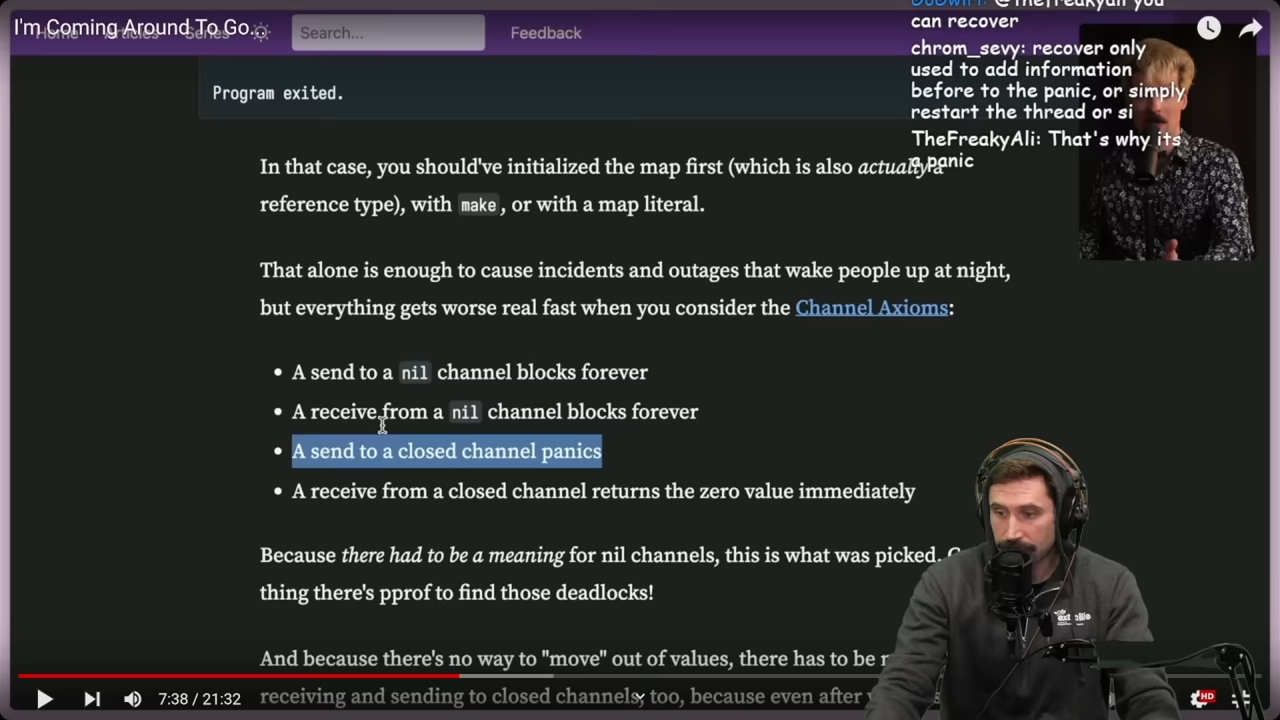 I'm Coming Around To Go...
Home Articles Series
Search...
Feedback
can recover
chrom_sevy: recover only
used to add information
before to the panic, or simply
restart the thread or si
TheFreakyAli: That's why its
a panic
Program exited.
In that case, you should've initialized the map first (which is also actually a
reference type), with make, or with a map literal.
That alone is enough to cause incidents and outages that wake people up at night,
but everything gets worse real fast when you consider the Channel Axioms:
• A send to a nil channel blocks forever
• A receive from a nil channel blocks forever
• A send to a closed channel panics
• A receive from a closed channel returns the zero value immediately
Because there had to be a meaning for nil channels, this is what was picked.
thing there's pprof to find those deadlocks!
And because there's no way to "move" out of values, there has to be
receiving and sending to closed channels, too, because even after
7:38 / 21:32
HD